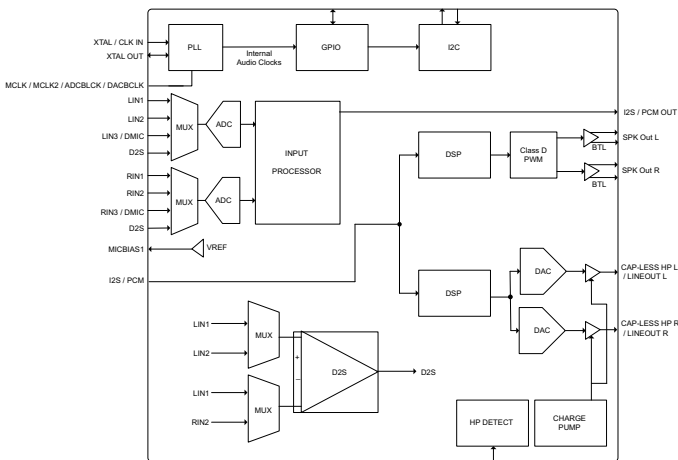 XTAL / CLK IN
XTAL OUT
MCLK / MCLK2 / ADCBLCK / DACBCLK
PLL
Internal
Audio Clocks
GPIO
I2C
LIN1
LIN2
LIN3 / DMIC
D2S
MUX
ADC
RIN1
RIN2
RIN3 / DMIC
D2S
MUX
ADC
INPUT
PROCESSOR
I2S / PCM OUT
DSP
Class D
PWM
SPK Out L
BTL
SPK Out R
BTL
MICBIAS1
VREF
I2S / PCM
DSP
DAC
DAC
CAP-LESS HP L
/ LINEOUT L
CAP-LESS HP R
/ LINEOUT R
LIN1
LIN2
MUX
LIN1
RIN2
MUX
+
−
D2S
D2S
HP DETECT
CHARGE
PUMP